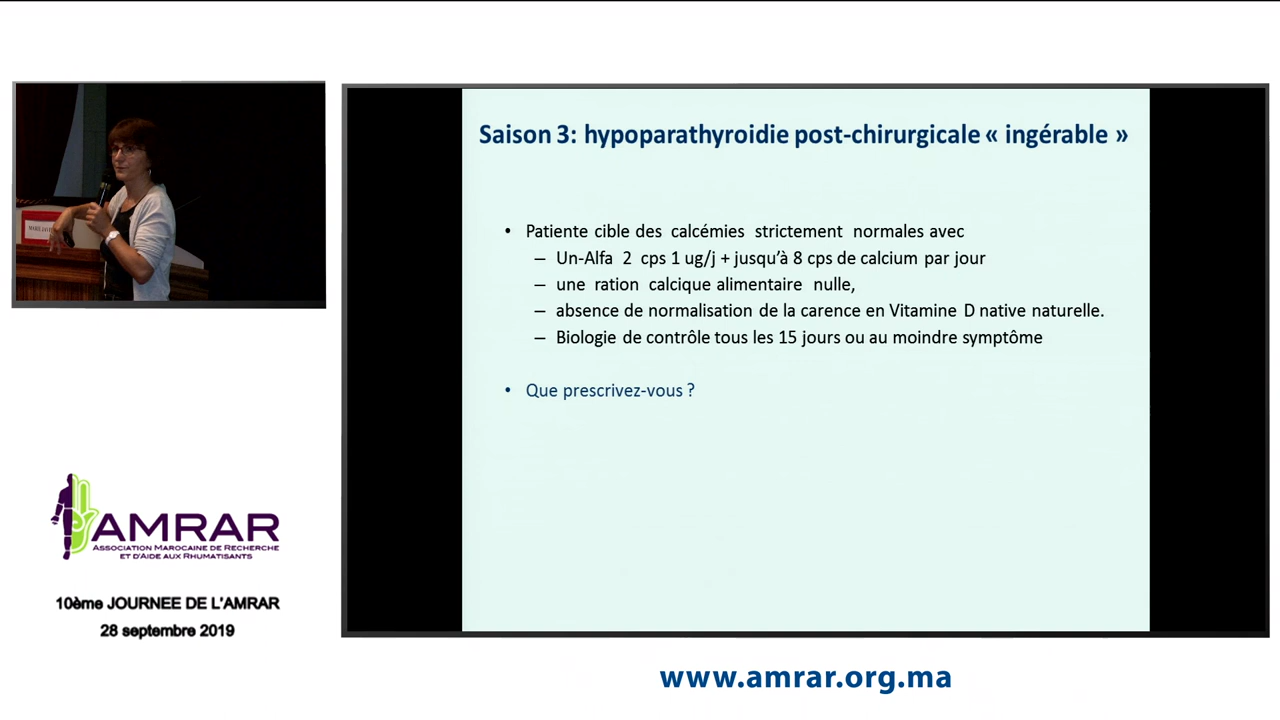 Saison 3: hypoparathyroidie post-chirurgicale « ingérable »
• Patiente cible des calcémies strictement normales avec
– Un-Alfa 2 cps 1 ug/j + jusqu'à 8 cps de calcium par jour
– une ration calcique alimentaire nulle,
– absence de normalisation de la carence en Vitamine D native naturelle.
– Biologie de contrôle tous les 15 jours ou au moindre symptôme
• Que prescrivez-vous ?
AMRAR
ASSOCIATION MAROCAINE DE RECHERCHE
ET D'AIDE AUX RHUMATISANTS
10ème JOURNEE DE L'AMRAR
28 septembre 2019
www.amrar.org.ma